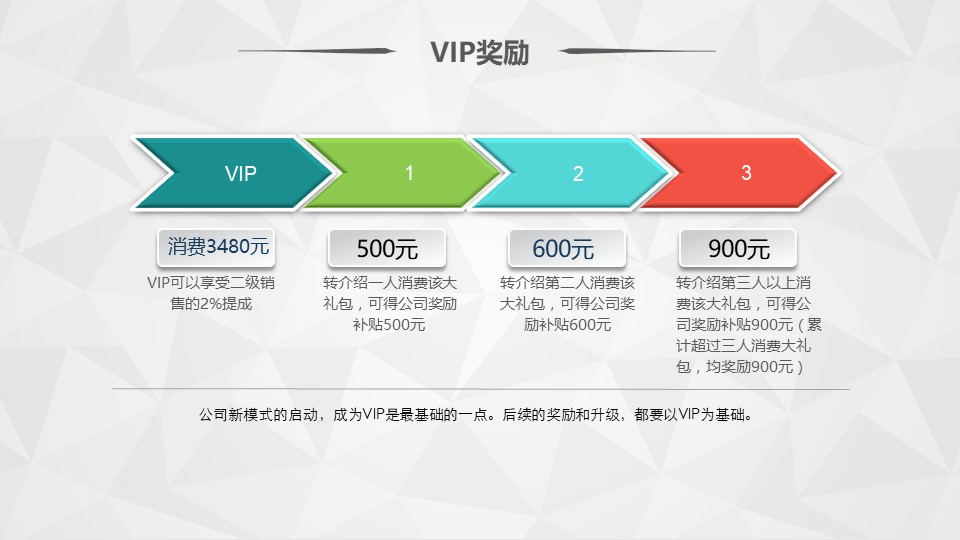 VIP奖励
VIP
1
2
3
消费3480元
500元
600元
900元
VIP可以享受二级销
售的2%提成
转介绍一人消费该大
礼包，可得公司奖励
补贴500元
转介绍第二人消费该
大礼包，可得公司奖
励补贴600元
转介绍第三人以上消
费该大礼包，可得公
司奖励补贴900元（累
计超过三人消费大礼
包，均奖励900元）
公司新模式的启动，成为VIP是最基础的一点。后续的奖励和升级，都要以VIP为基础。